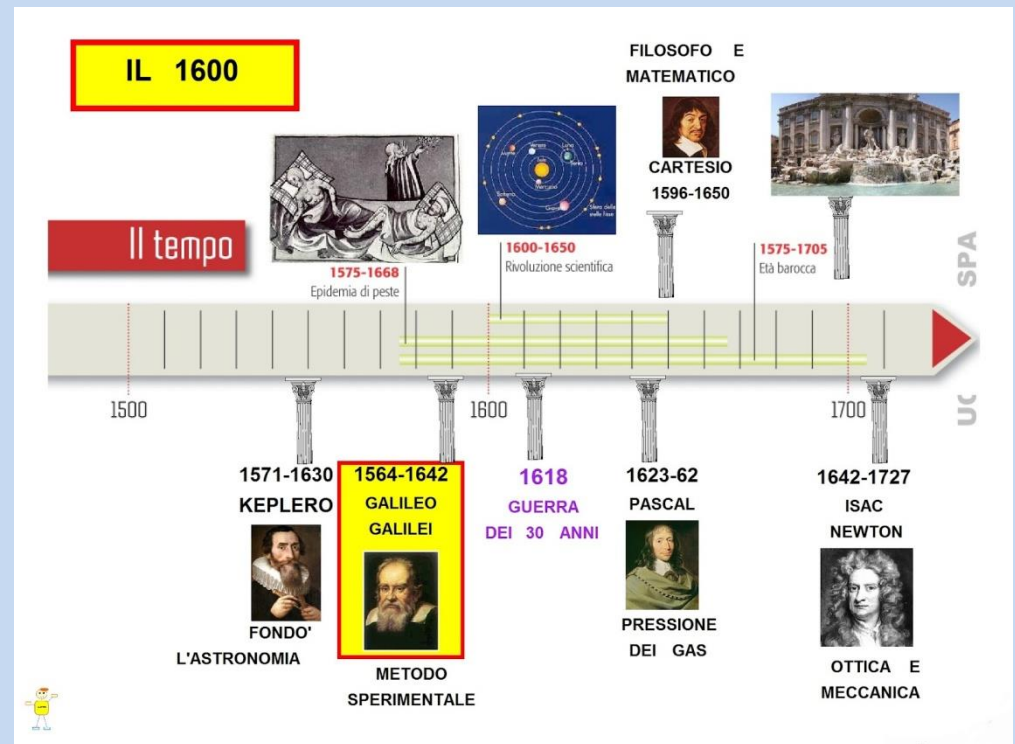 IL 1600
FILOSOFO E
MATEMATICO
CARTESIO
1596-1650
Il tempo
1575-1668
Epidemia di peste
1600-1650
Rivoluzione scientifica
1575-1705
Età barocca
SPA
1500
1600
1700
UC
1571-1630
KEPLERO
FONDO'
L'ASTRONOMIA
1564-1642
GALILEO
GALILEI
METODO
SPERIMENTALE
1618
GUERRA
DEI 30 ANNI
1623-62
PASCAL
PRESSIONE
DEI GAS
1642-1727
ISAC
NEWTON
OTTICA E
MECCANICA